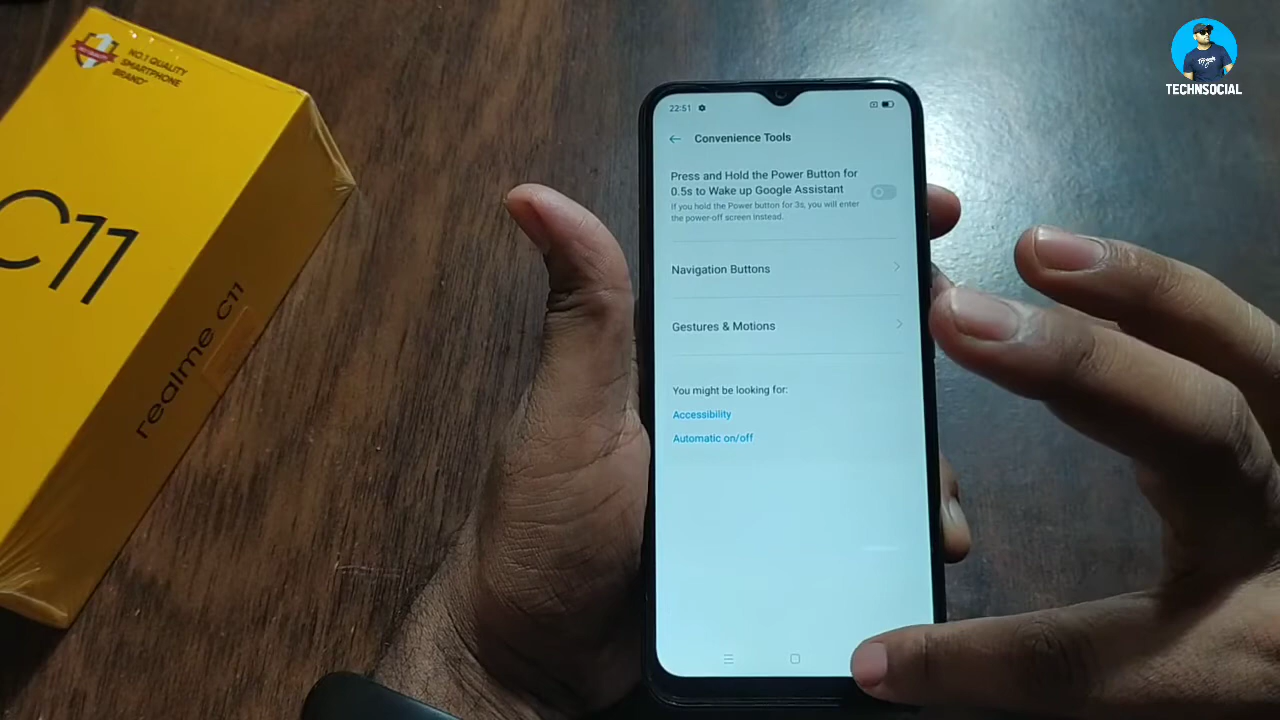 NO.1 QUALITY
SMARTPHONE
BRAND*
C11
realme C11
TECHNSOCIAL
22:51
Convenience Tools
Press and Hold the Power Button for
0.5s to Wake up Google Assistant
If you hold the Power button for 3s, you will enter
the power-off screen instead.
Navigation Buttons
Gestures & Motions
You might be looking for:
Accessibility
Automatic on/off